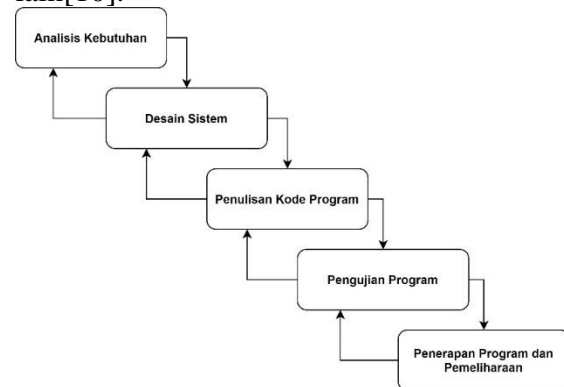 Analisis Kebutuhan
Desain Sistem
Penulisan Kode Program
Pengujian Program
Penerapan Program dan
Pemeliharaan